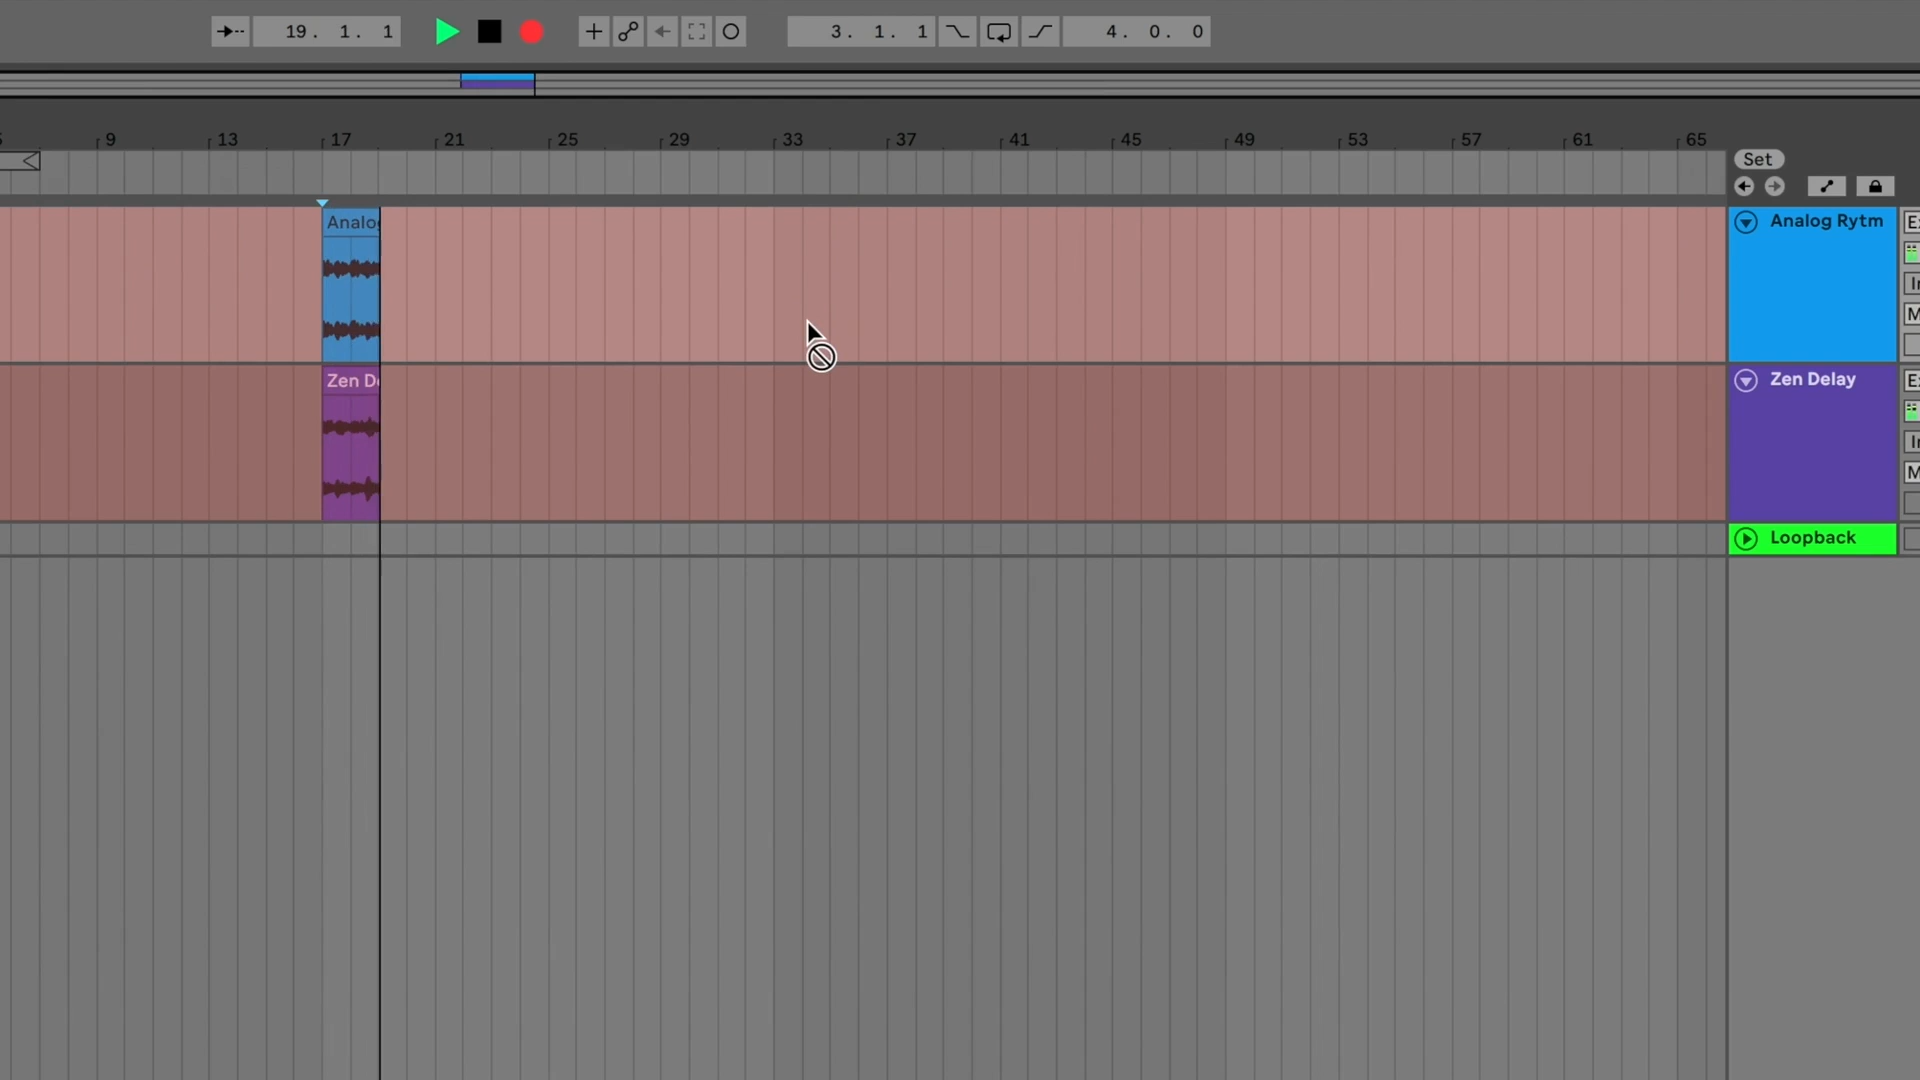 19. 1. 1
3. 1. 1
4. 0. 0
9 13 17 21 25 29 33 37 41 45 49 53 57 61 65
Set
Analog Rytm
Zen Delay
Loopback